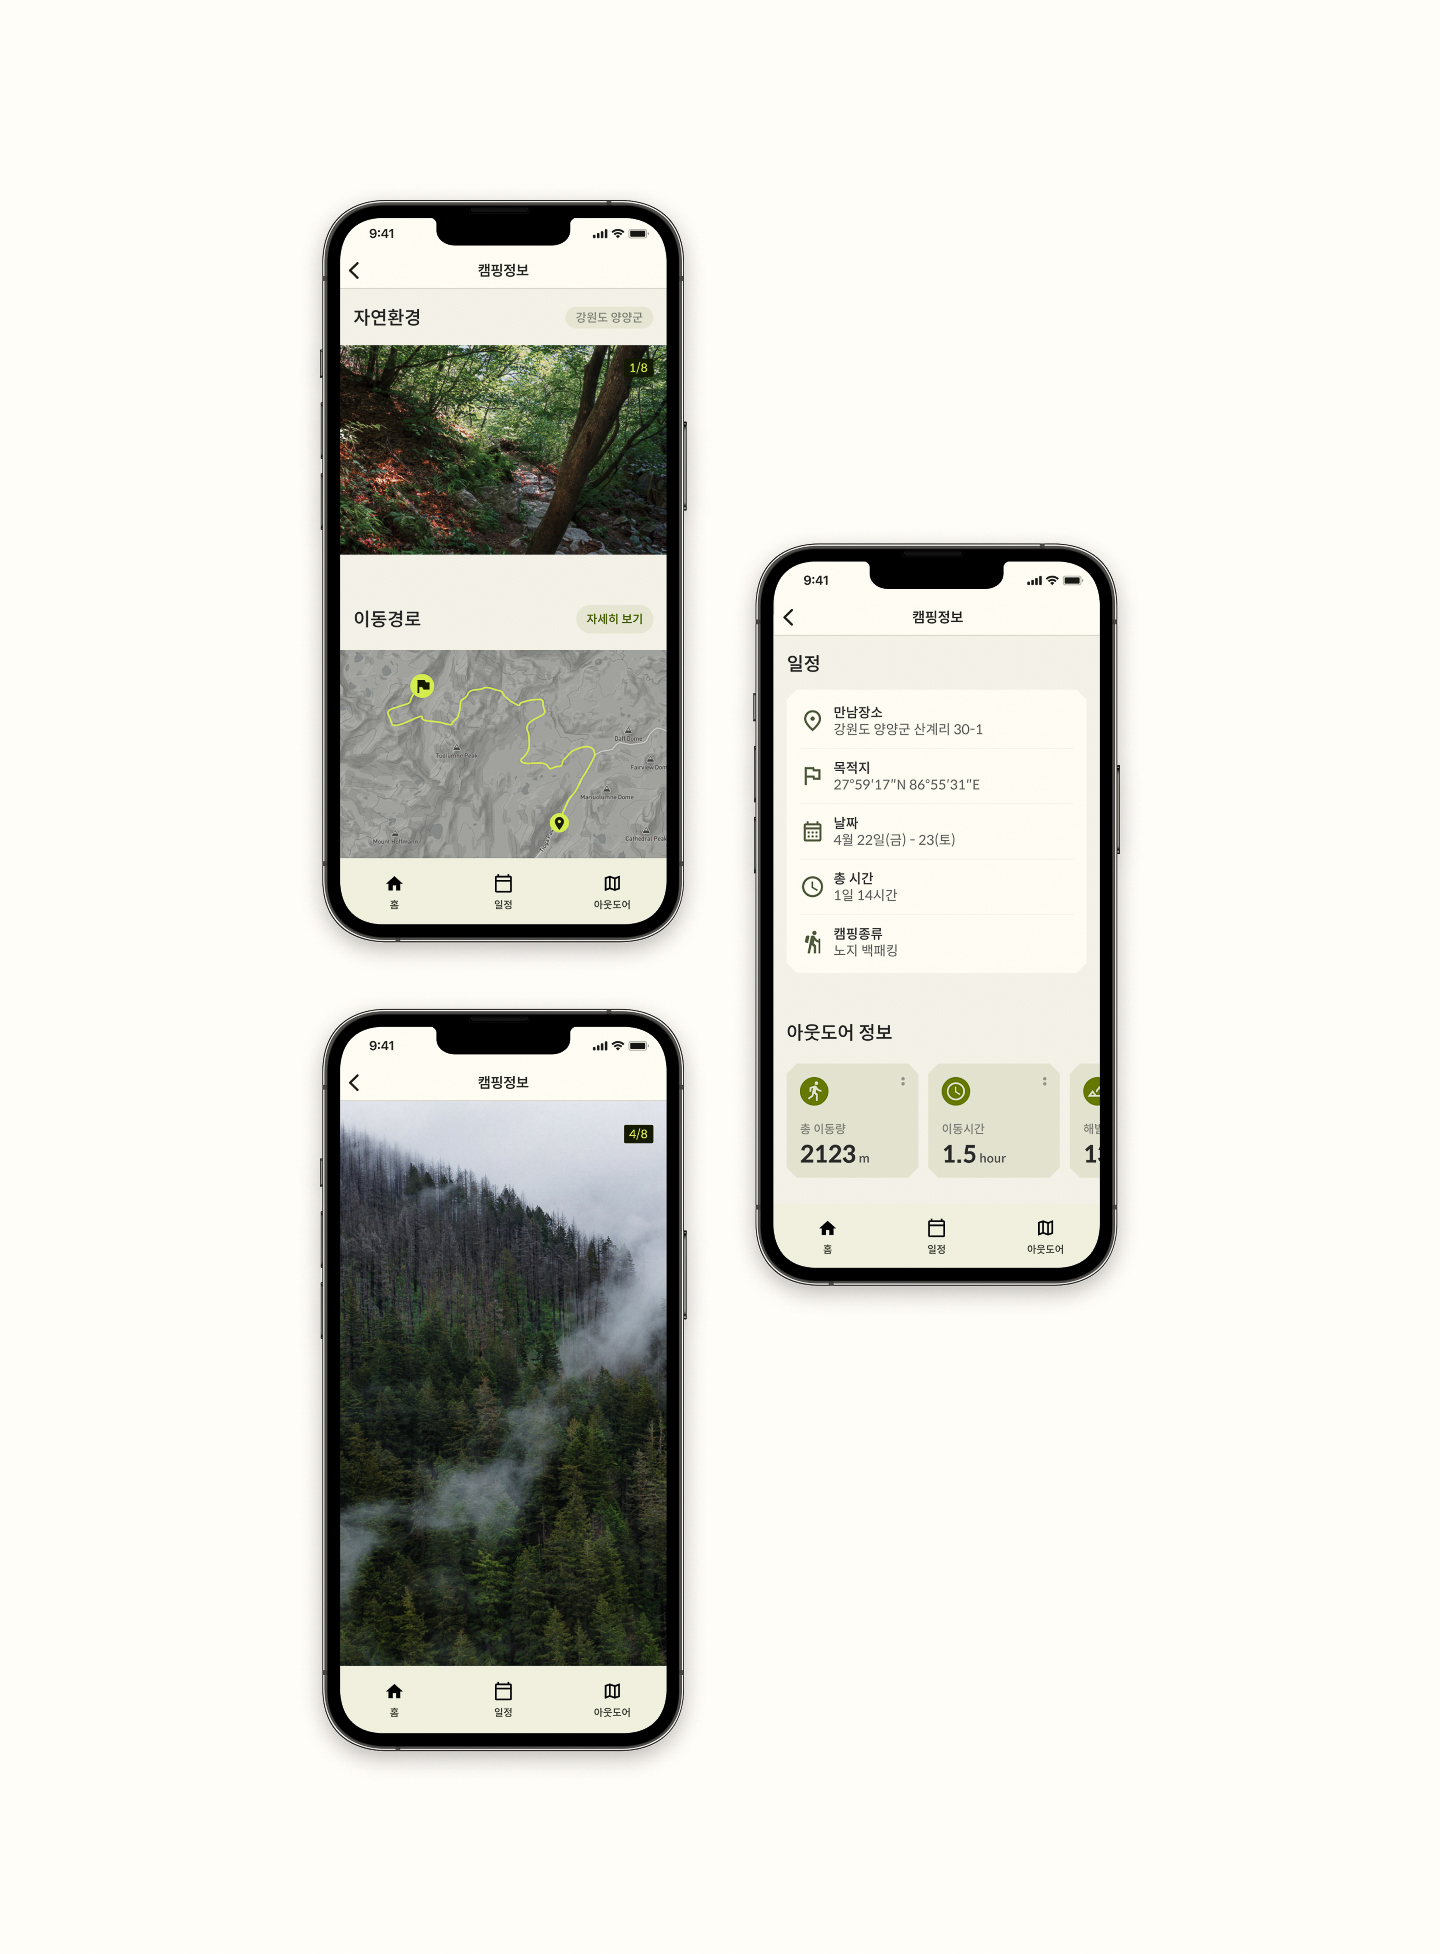 9:41
캠핑정보
자연환경
강원도 양양군
1/8
이동경로
자세히 보기
Daff Dome
Tuolumne Peak
Fairview Dom
Mariuolumne Dome
Mount Hoffmann
Cathedral Peak
홈
일정
아웃도어
9:41
캠핑정보
일정
만남장소
강원도 양양군 산계리 30-1
목적지
27°59′17″N 86°55′31″E
날짜
4월 22일(금) - 23(토)
총 시간
1일 14시간
캠핑종류
노지 백패킹
아웃도어 정보
총 이동량
2123 m
이동시간
1.5 hour
홈
일정
아웃도어
9:41
캠핑정보
4/8
홈
일정
아웃도어